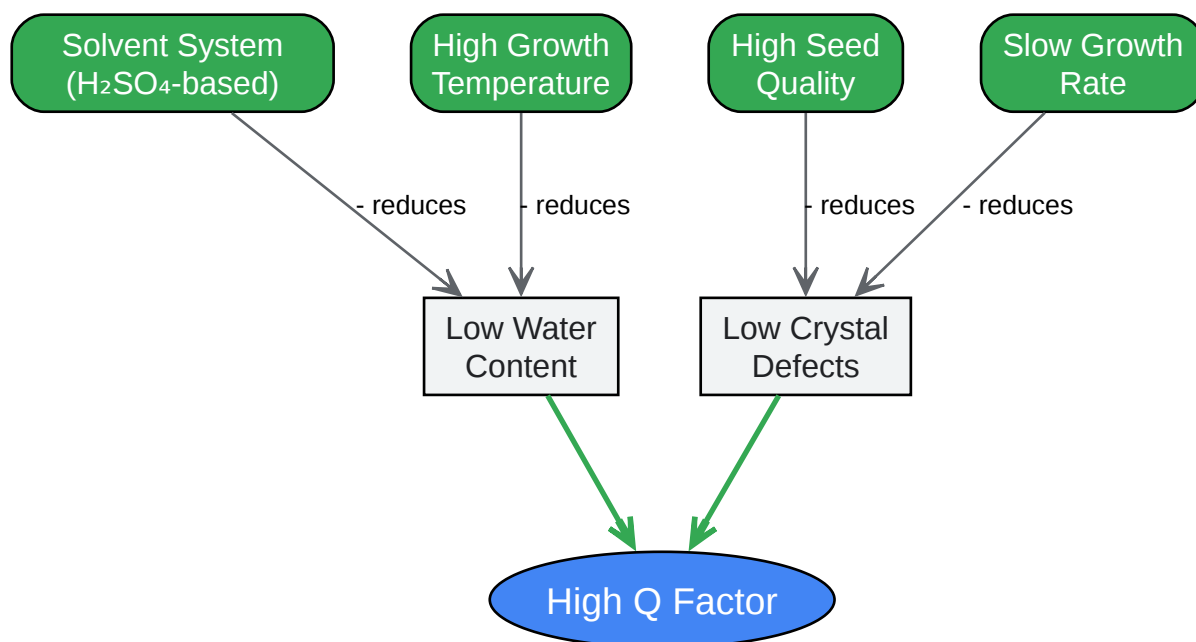 Solvent System
(H₂SO₄-based)
High Growth
Temperature
High Seed
Quality
Slow Growth
Rate
- reduces
- reduces
- reduces
- reduces
Low Water
Content
Low Crystal
Defects
High Q Factor